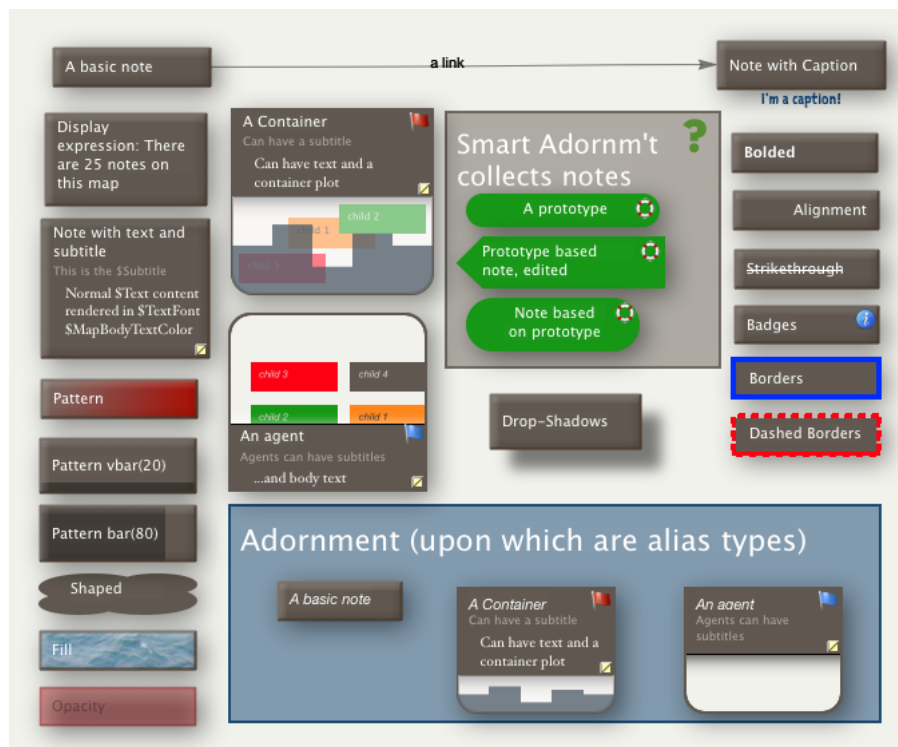 A basic note
a link
Note with Caption
I'm a caption!
Display
expression: There
are 25 notes on
this map
A Container
Can have a subtitle
Can have text and a
container plot
child 2
child 1
child 3
Smart Adornm't
collects notes
?
A prototype
Prototype based
note, edited
Note based
on prototype
Bolded
Alignment
Strikethrough
Badges
i
Borders
Dashed Borders
Note with text and
subtitle
This is the $Subtitle
Normal $Text content
rendered in $TextFont
$MapBodyTextColor
child 3
child 4
child 2
child 1
An agent
Agents can have subtitles
...and body text
Drop-Shadows
Pattern
Pattern vbar(20)
Pattern bar(80)
Shaped
Fill
Opacity
Adornment (upon which are alias types)
A basic note
A Container
Can have a subtitle
Can have text and a
container plot
An agent
Agents can have
subtitles